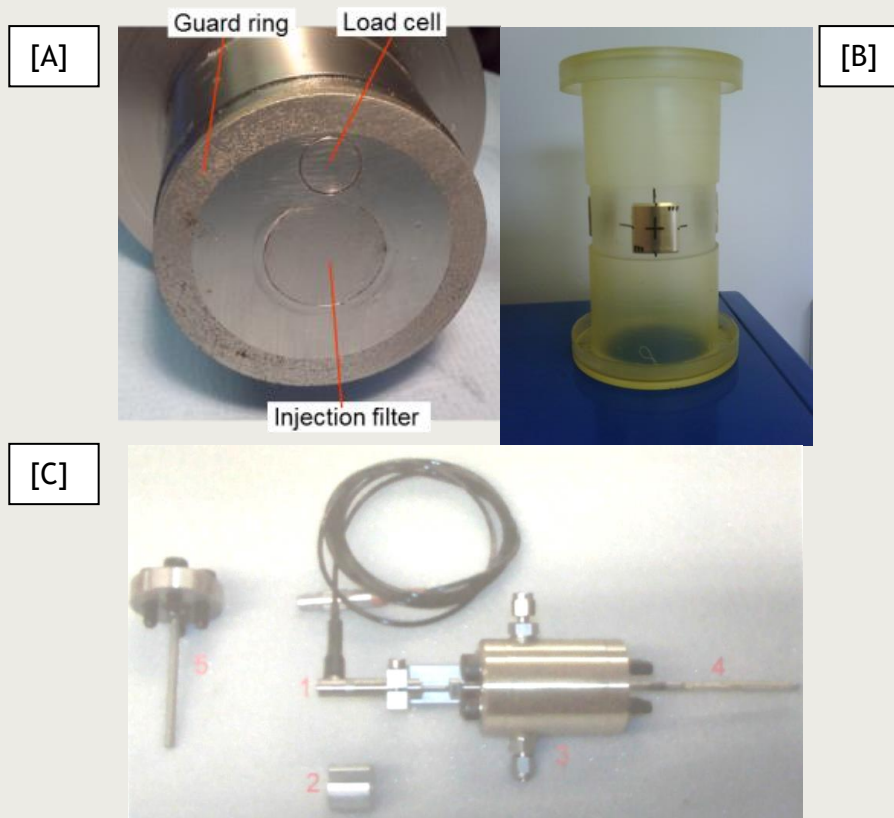 Guard ring
Load cell
[A]
[B]
Injection filter
[C]
5
1
4
2
3